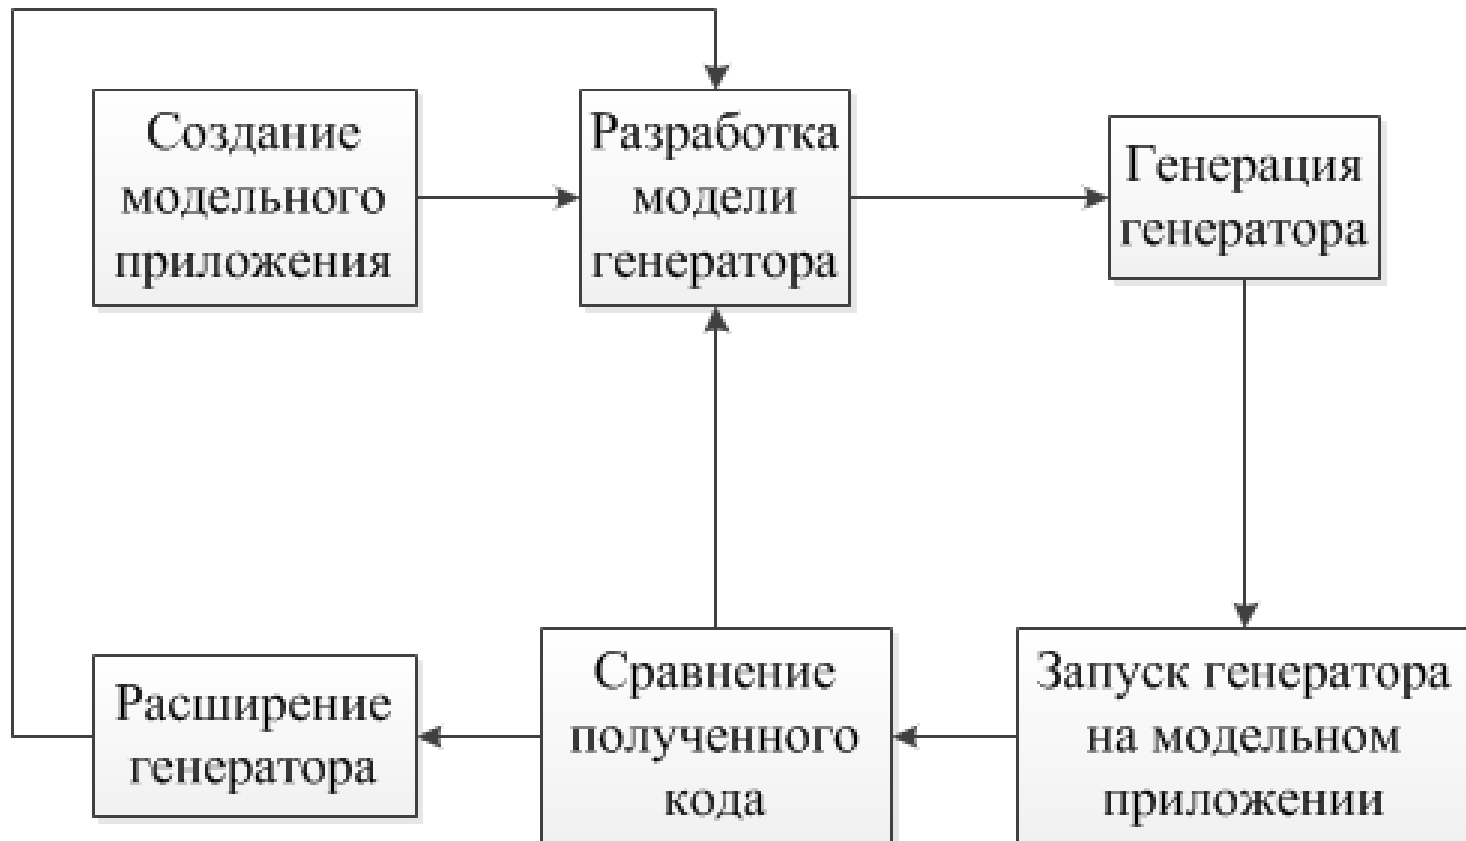 Создание
модельного
приложения
Разработка
модели
генератора
Генерация
генератора
Расширение
генератора
Сравнение
полученного
кода
Запуск генератора
на модельном
приложении